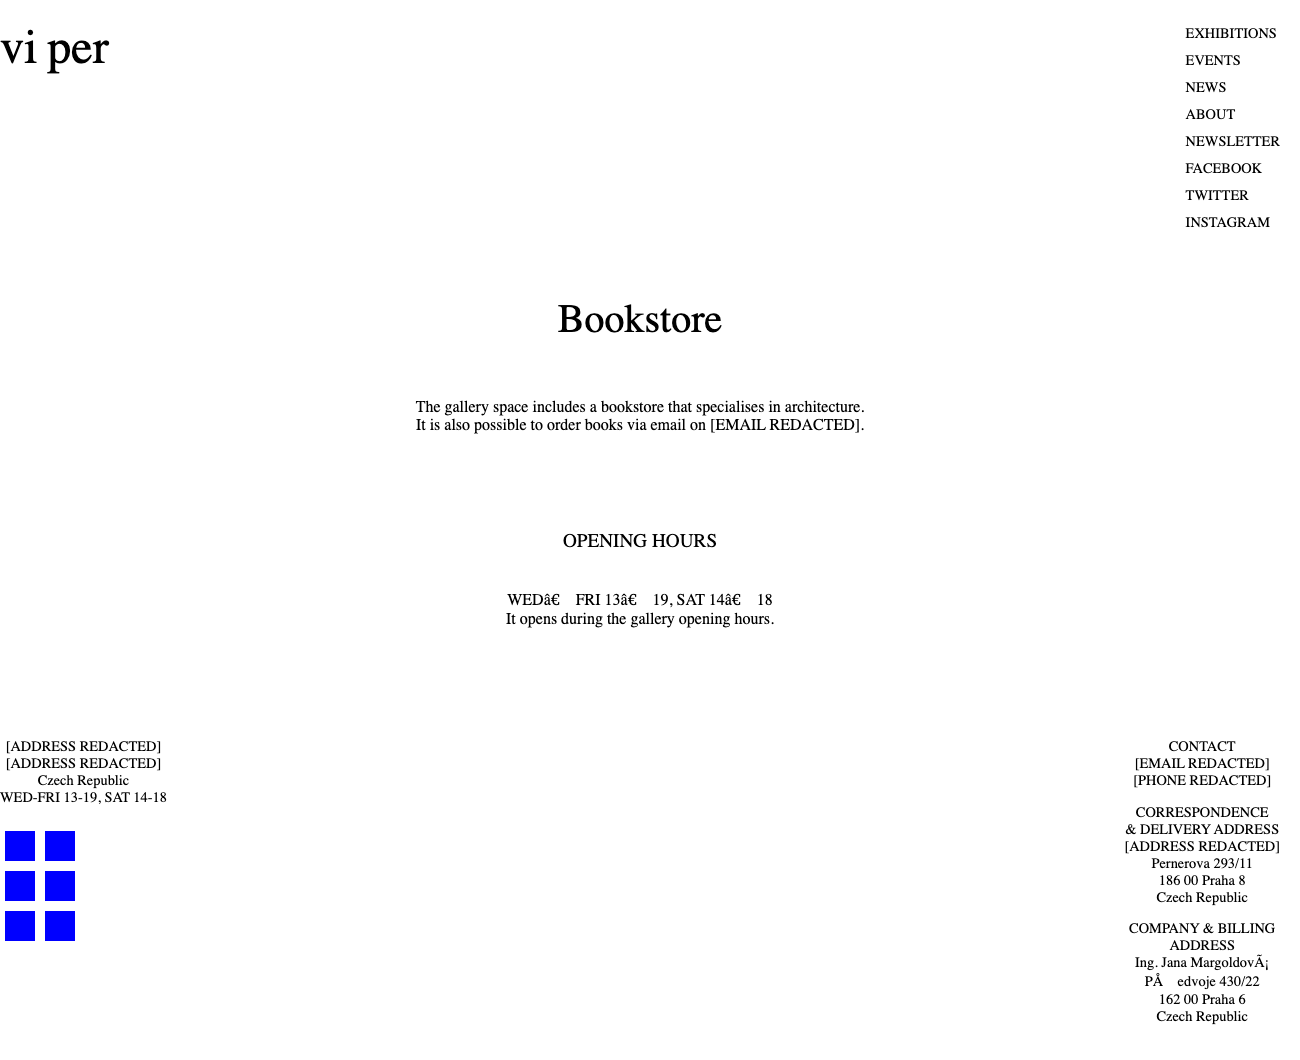 vi per
EXHIBITIONS
EVENTS
NEWS
ABOUT
NEWSLETTER
FACEBOOK
TWITTER
INSTAGRAM
Bookstore
The gallery space includes a bookstore that specialises in architecture.
It is also possible to order books via email on [EMAIL REDACTED].
OPENING HOURS
WEDâ€ FRI 13â€ 19, SAT 14â€ 18
It opens during the gallery opening hours.
[ADDRESS REDACTED]
[ADDRESS REDACTED]
Czech Republic
WED-FRI 13-19, SAT 14-18
CONTACT
[EMAIL REDACTED]
[PHONE REDACTED]
CORRESPONDENCE
& DELIVERY ADDRESS
[ADDRESS REDACTED]
Pernerova 293/11
186 00 Praha 8
Czech Republic
COMPANY & BILLING
ADDRESS
Ing. Jana MargoldovÃ¡
PÅ edvoje 430/22
162 00 Praha 6
Czech Republic